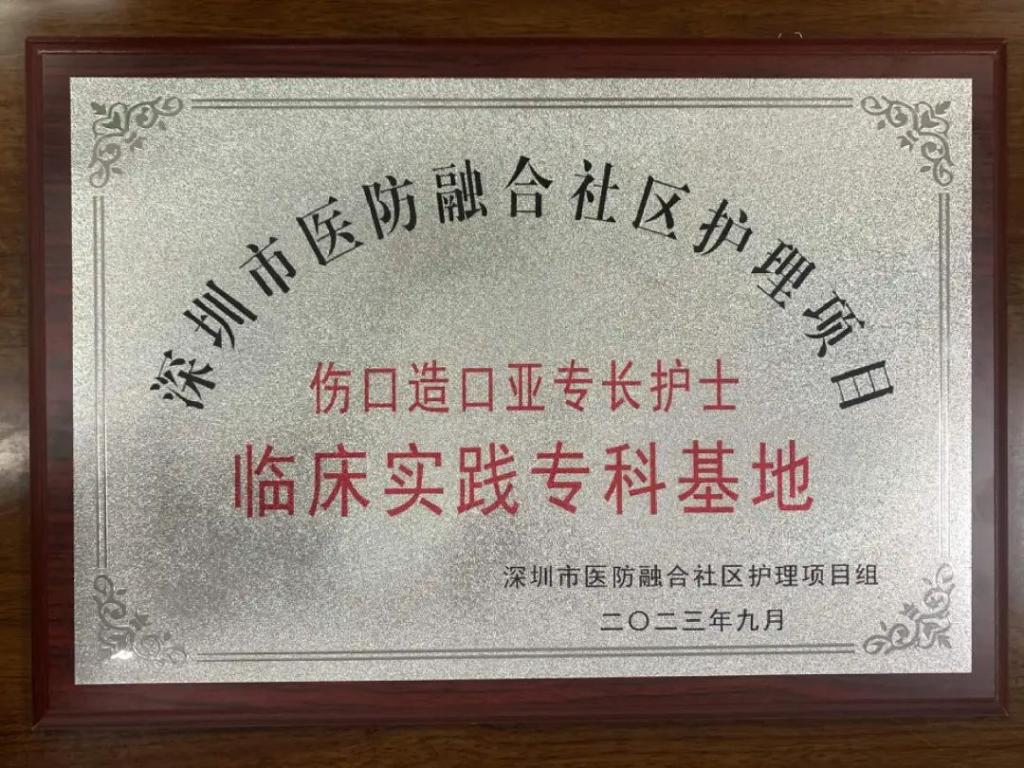 深圳市医防融合社区护理项目
伤口造口亚专长护士
临床实践专科基地
深圳市医防融合社区护理项目组
二〇二三年九月